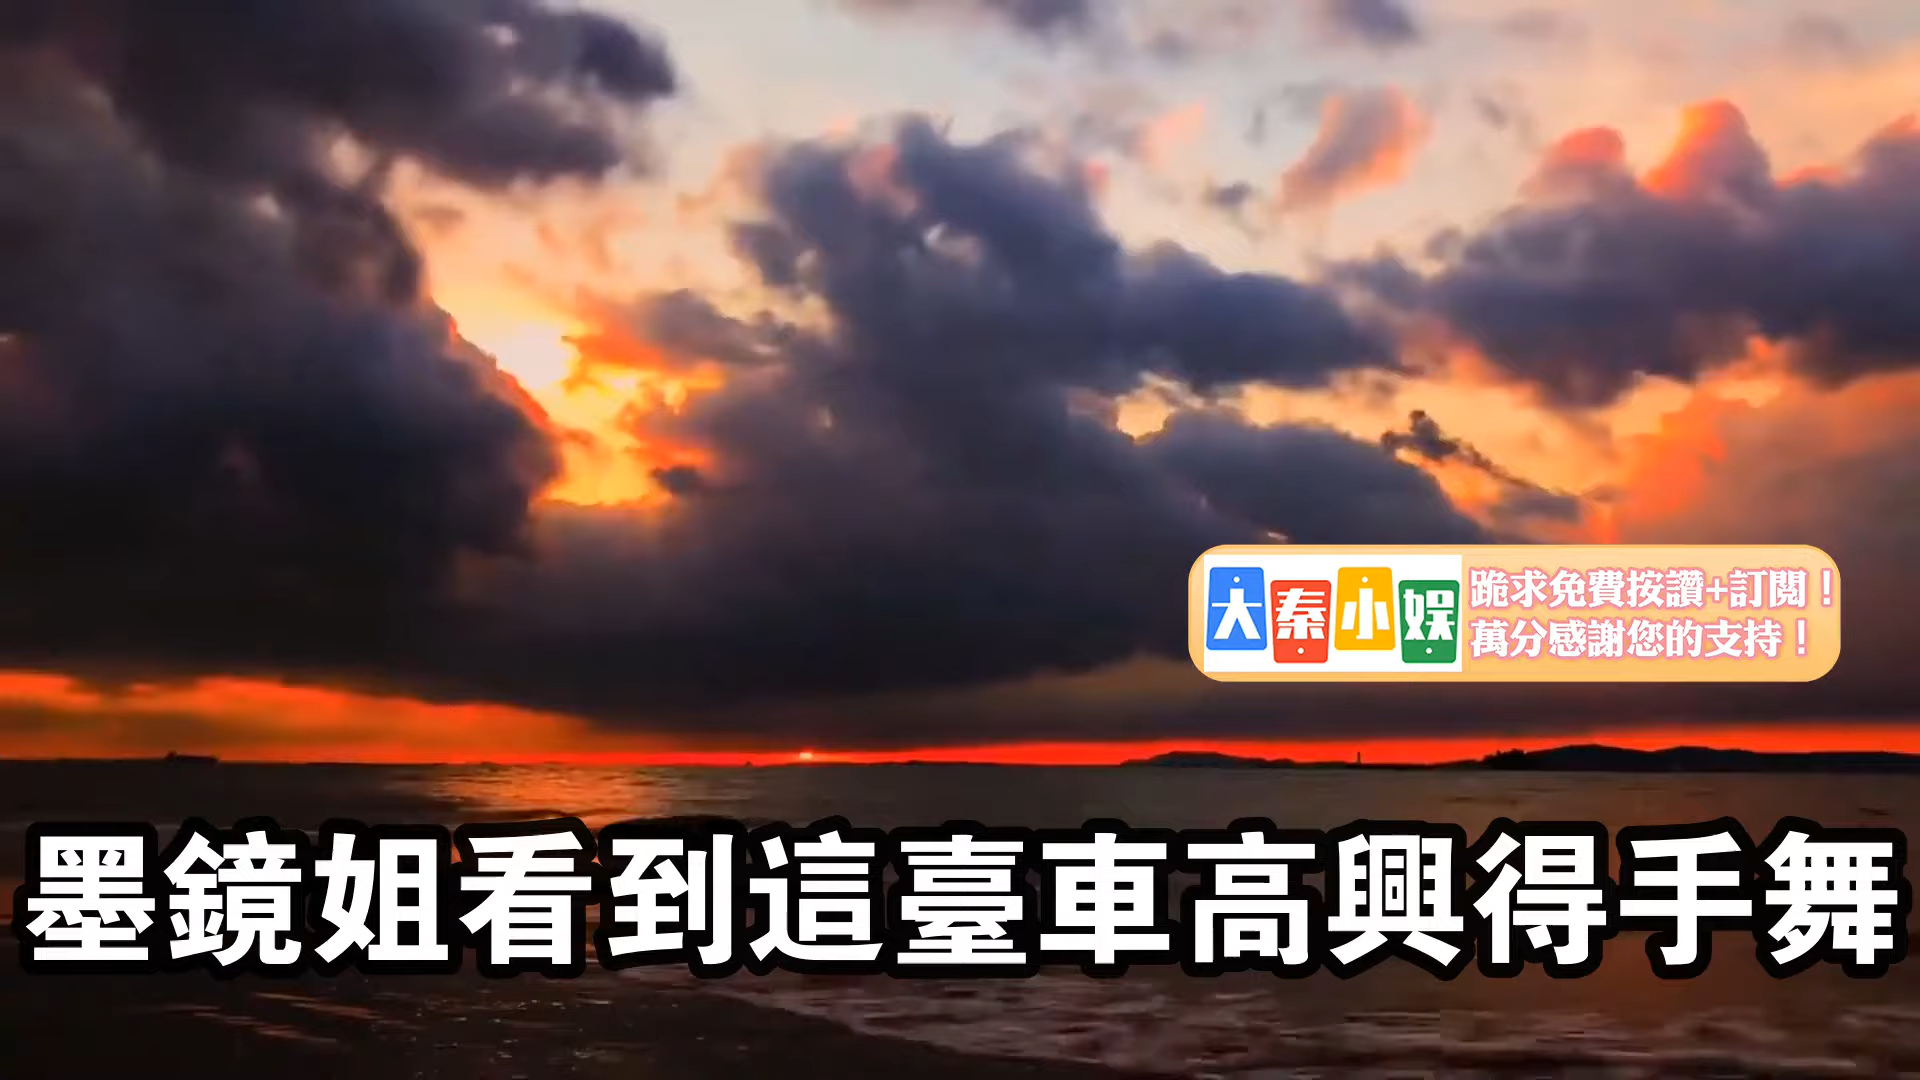 大秦小娱
跪求免費按讚+訂閱！
萬分感謝您的支持！
墨鏡姐看到這臺車高興得手舞